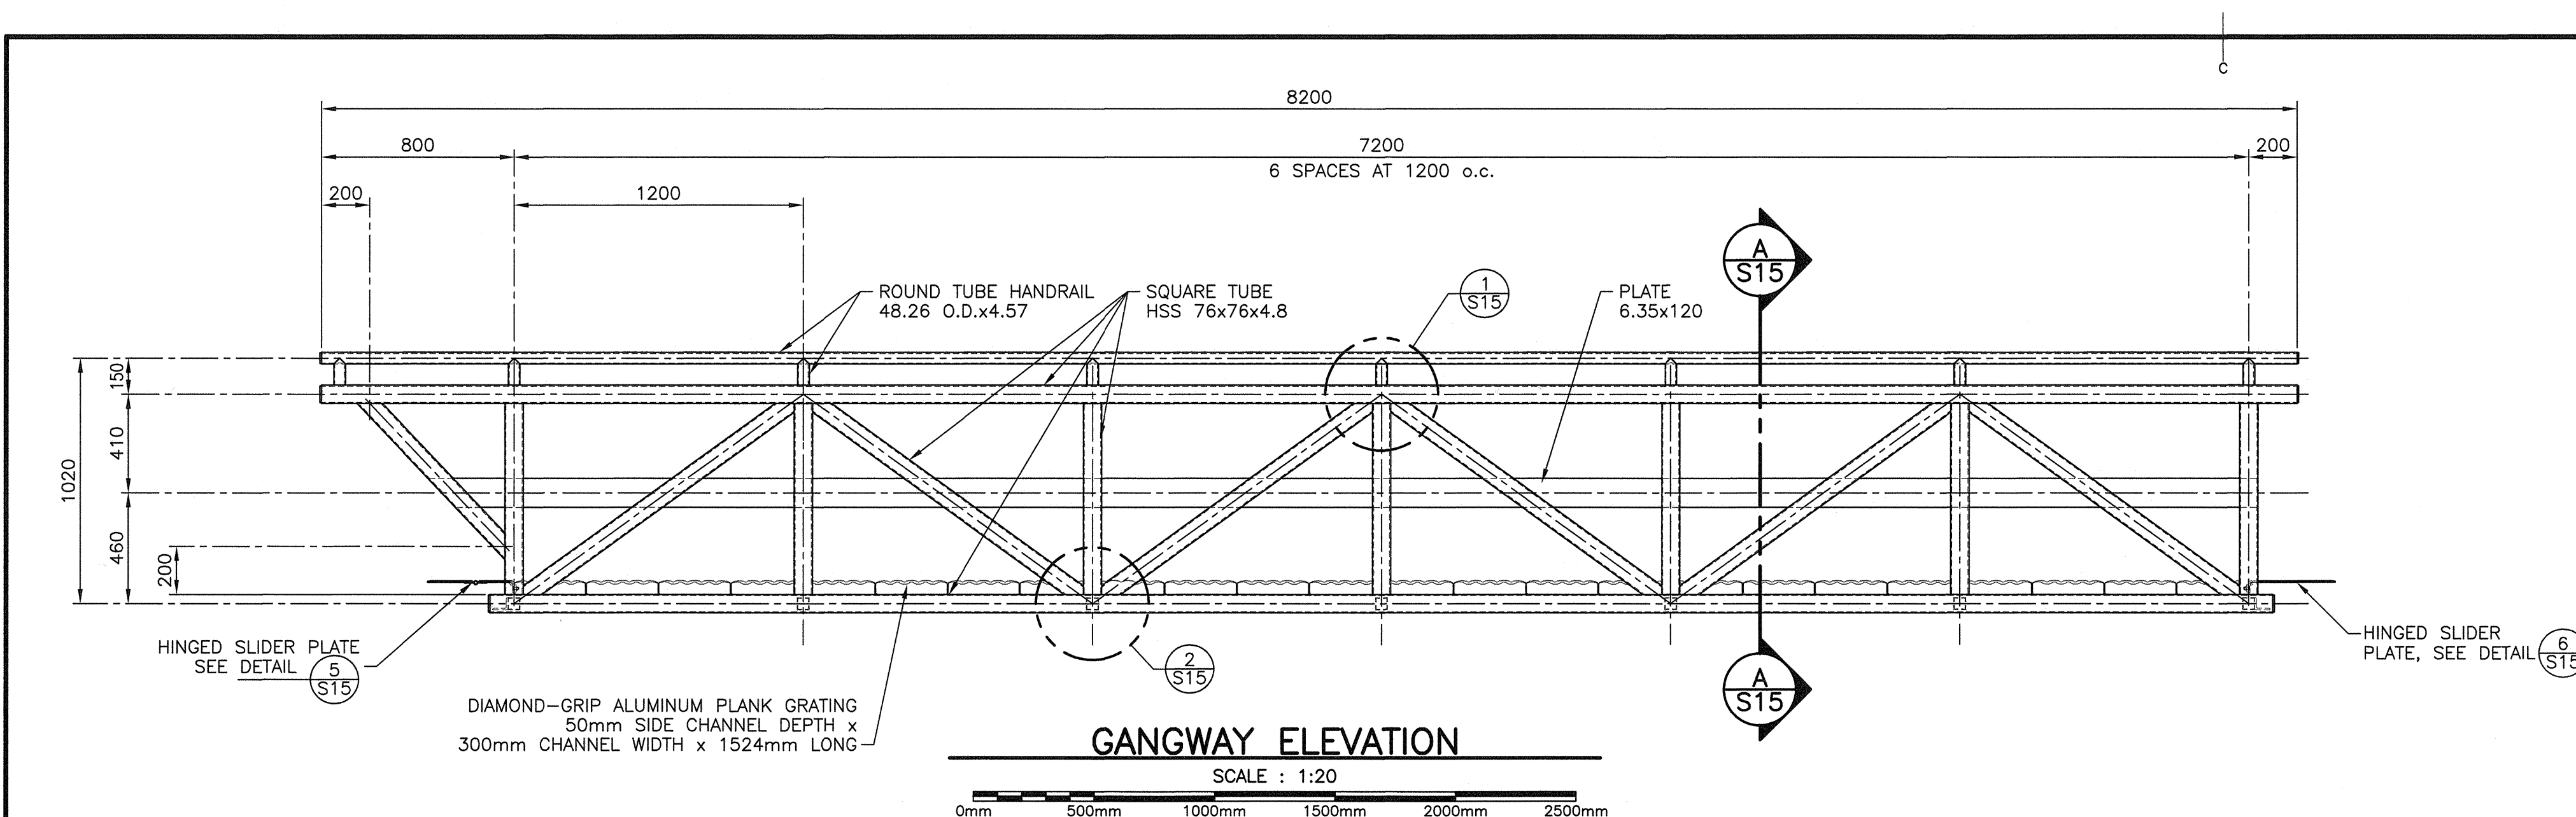 C
8200
800
7200
200
6 SPACES AT 1200 o.c.
200
1200
A
S15
ROUND TUBE HANDRAIL
48.26 O.D.x4.57
SQUARE TUBE
HSS 76x76x4.8
1
S15
PLATE
6.35x120
1020
150
410
460
200
HINGED SLIDER PLATE
SEE DETAIL
5
S15
2
S15
A
S15
HINGED SLIDER
PLATE, SEE DETAIL
6
S15
DIAMOND-GRIP ALUMINUM PLANK GRATING
50mm SIDE CHANNEL DEPTH x
300mm CHANNEL WIDTH x 1524mm LONG
GANGWAY ELEVATION
SCALE : 1:20
0mm 500mm 1000mm 1500mm 2000mm 2500mm